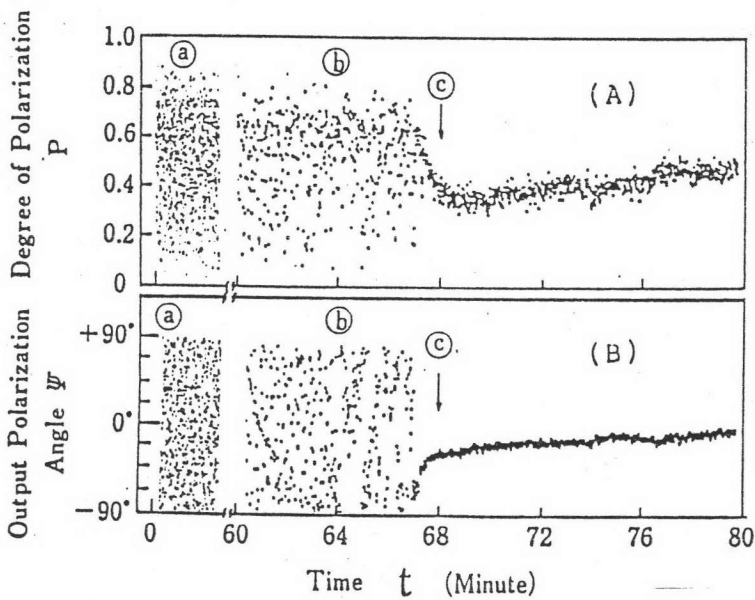 Degree of Polarization
P
1.0
0.8
0.6
0.4
0.2
0
ⓐ
ⓑ
ⓒ
(A)
Output Polarization
Angle Ψ
+90°
0°
−90°
ⓐ
ⓑ
ⓒ
(B)
0 60 64 68 72 76 80
Time t (Minute)